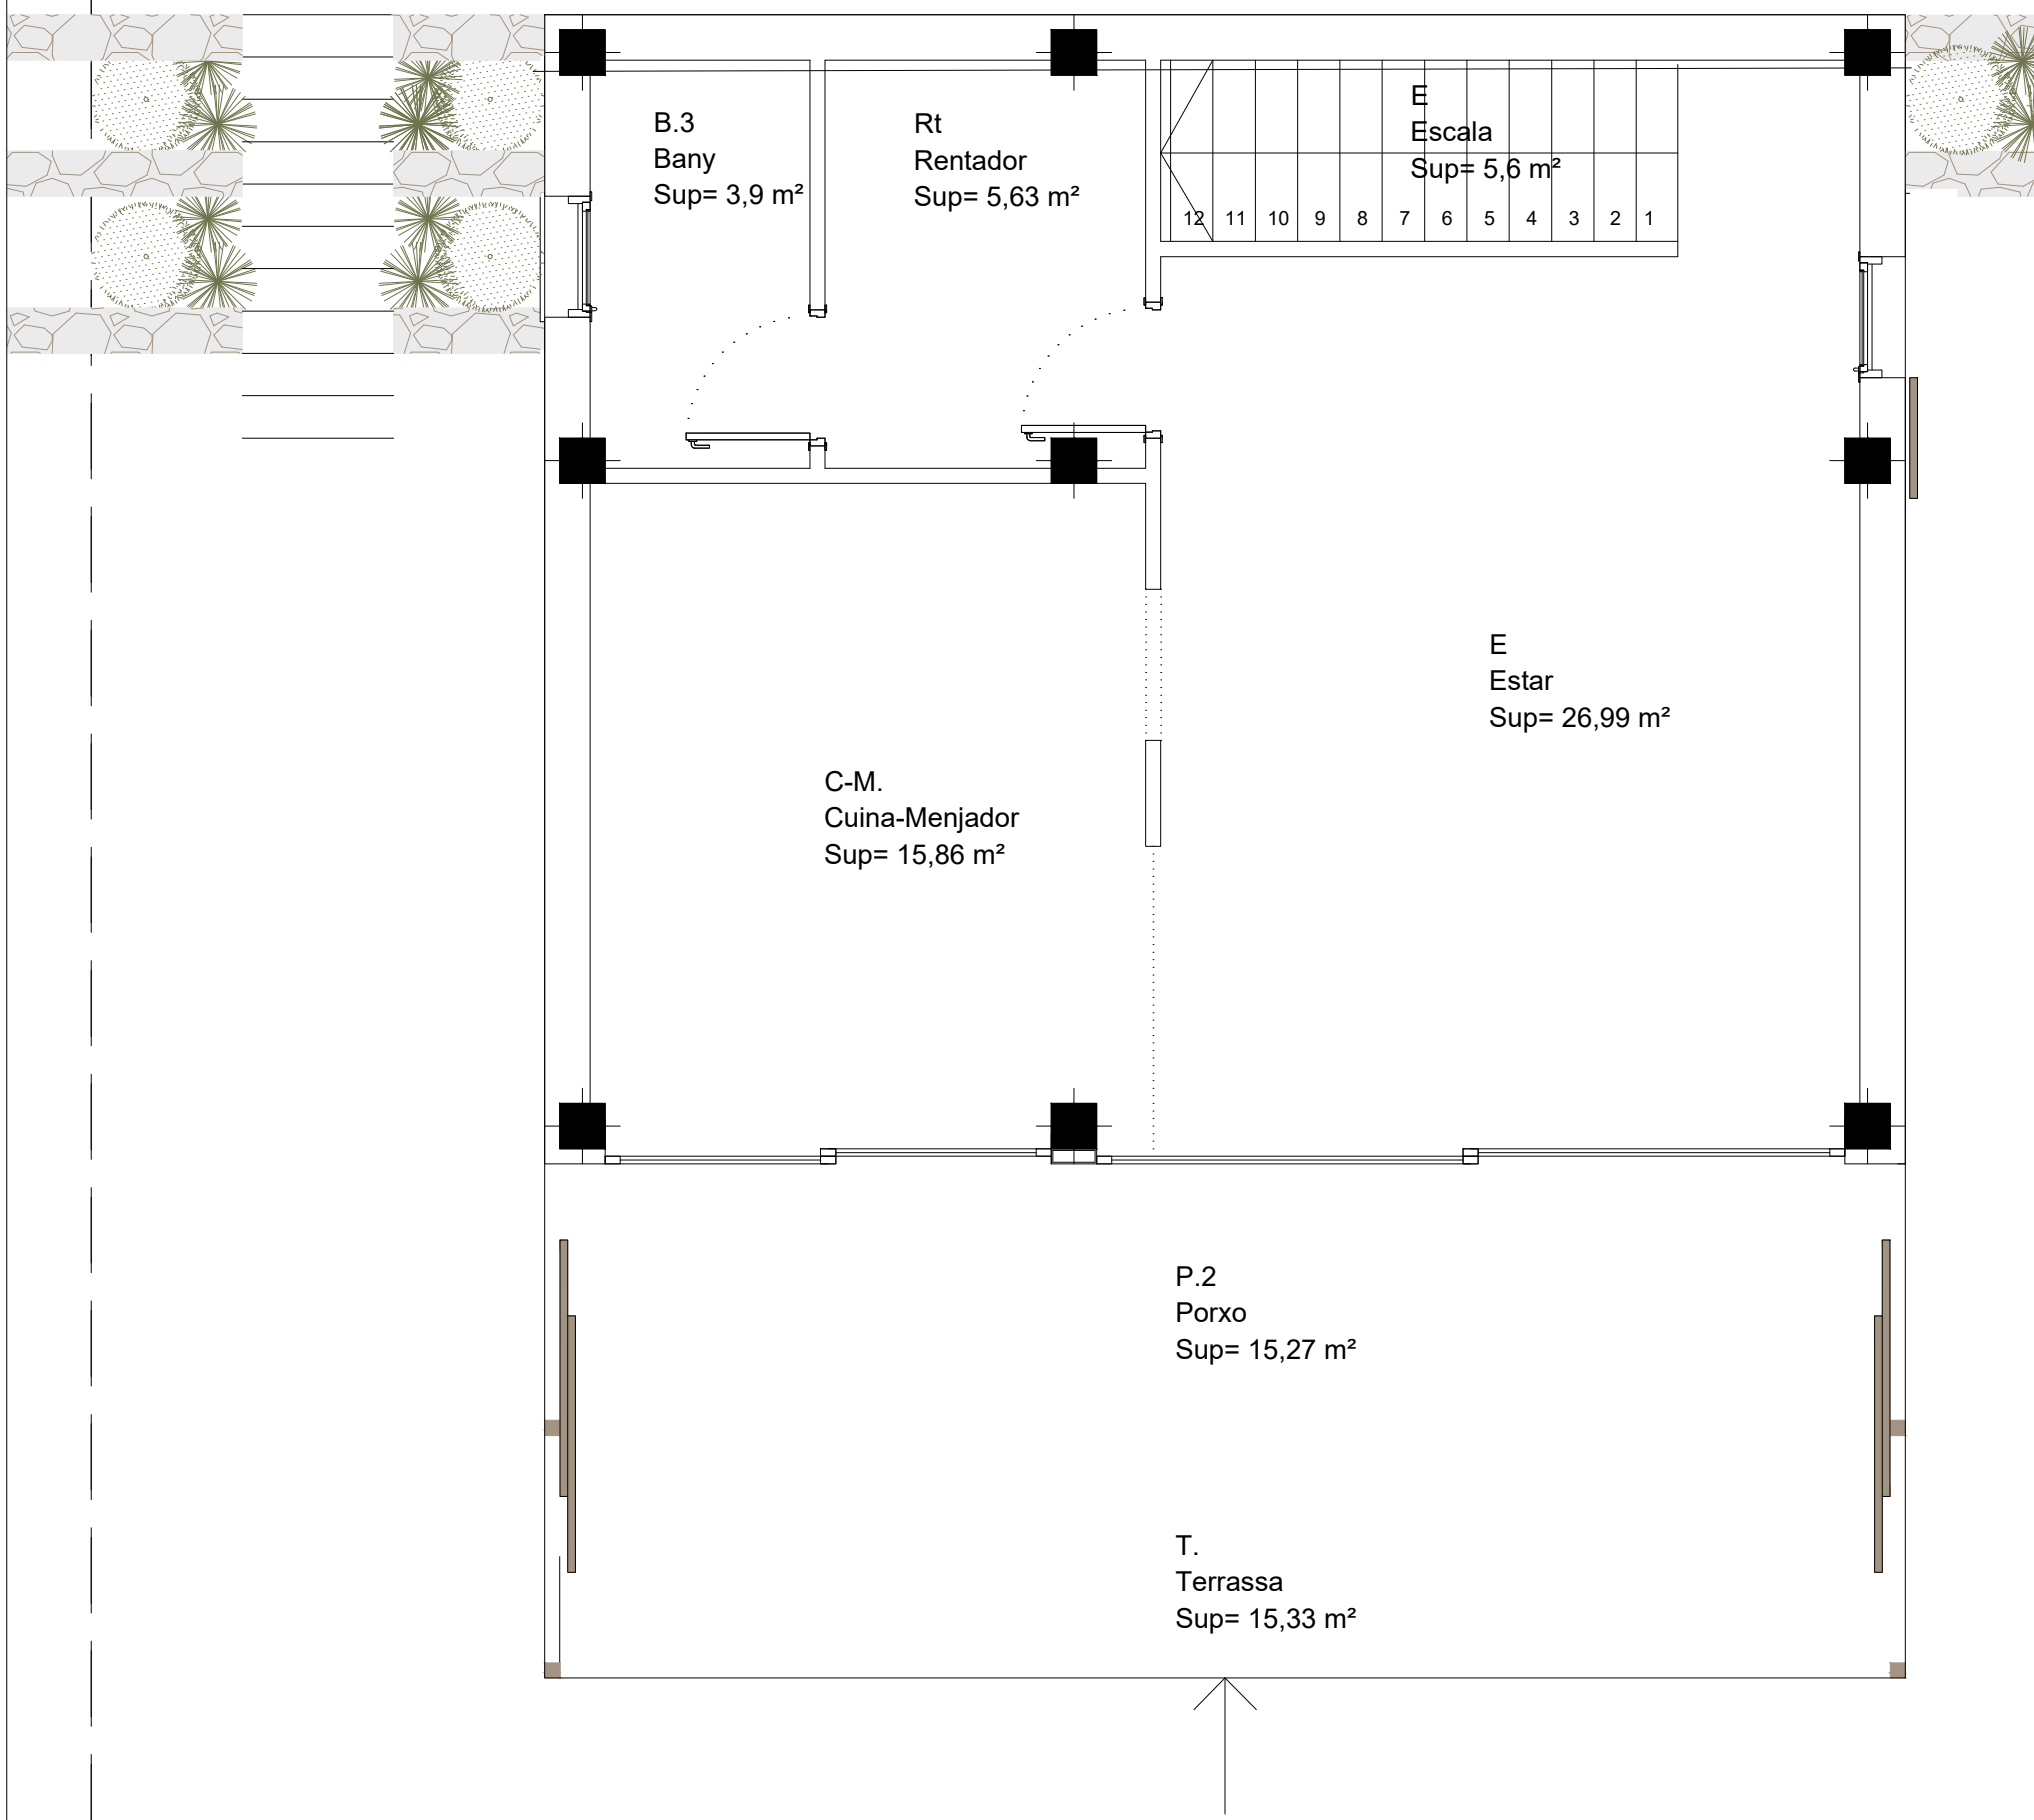 B.3
Bany
Sup= 3,9 m²
Rt
Rentador
Sup= 5,63 m²
E
Escala
Sup= 5,6 m²
12 11 10 9 8 7 6 5 4 3 2 1
E
Estar
Sup= 26,99 m²
C-M.
Cuina-Menjador
Sup= 15,86 m²
P.2
Porxo
Sup= 15,27 m²
T.
Terrassa
Sup= 15,33 m²